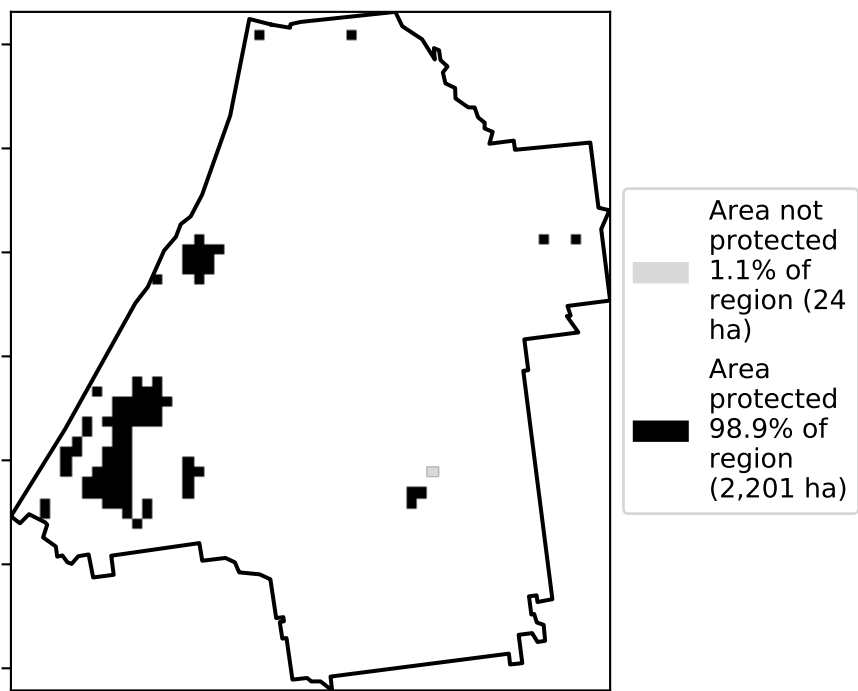 Area not
protected
1.1% of
region (24
ha)
Area
protected
98.9% of
region
(2,201 ha)